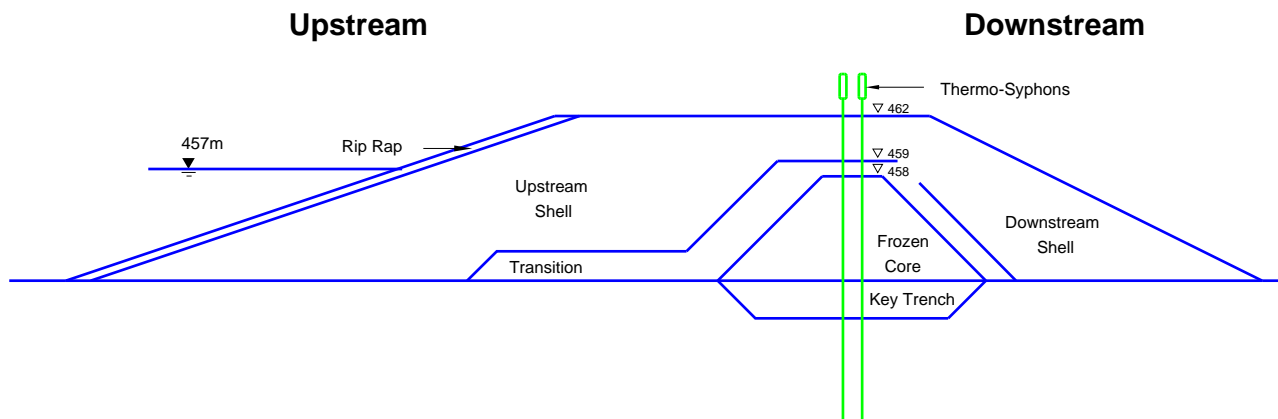 Upstream
Downstream
Thermo-Syphons
462
457m
Rip Rap
459
458
Upstream
Shell
Downstream
Shell
Frozen
Core
Transition
Key Trench